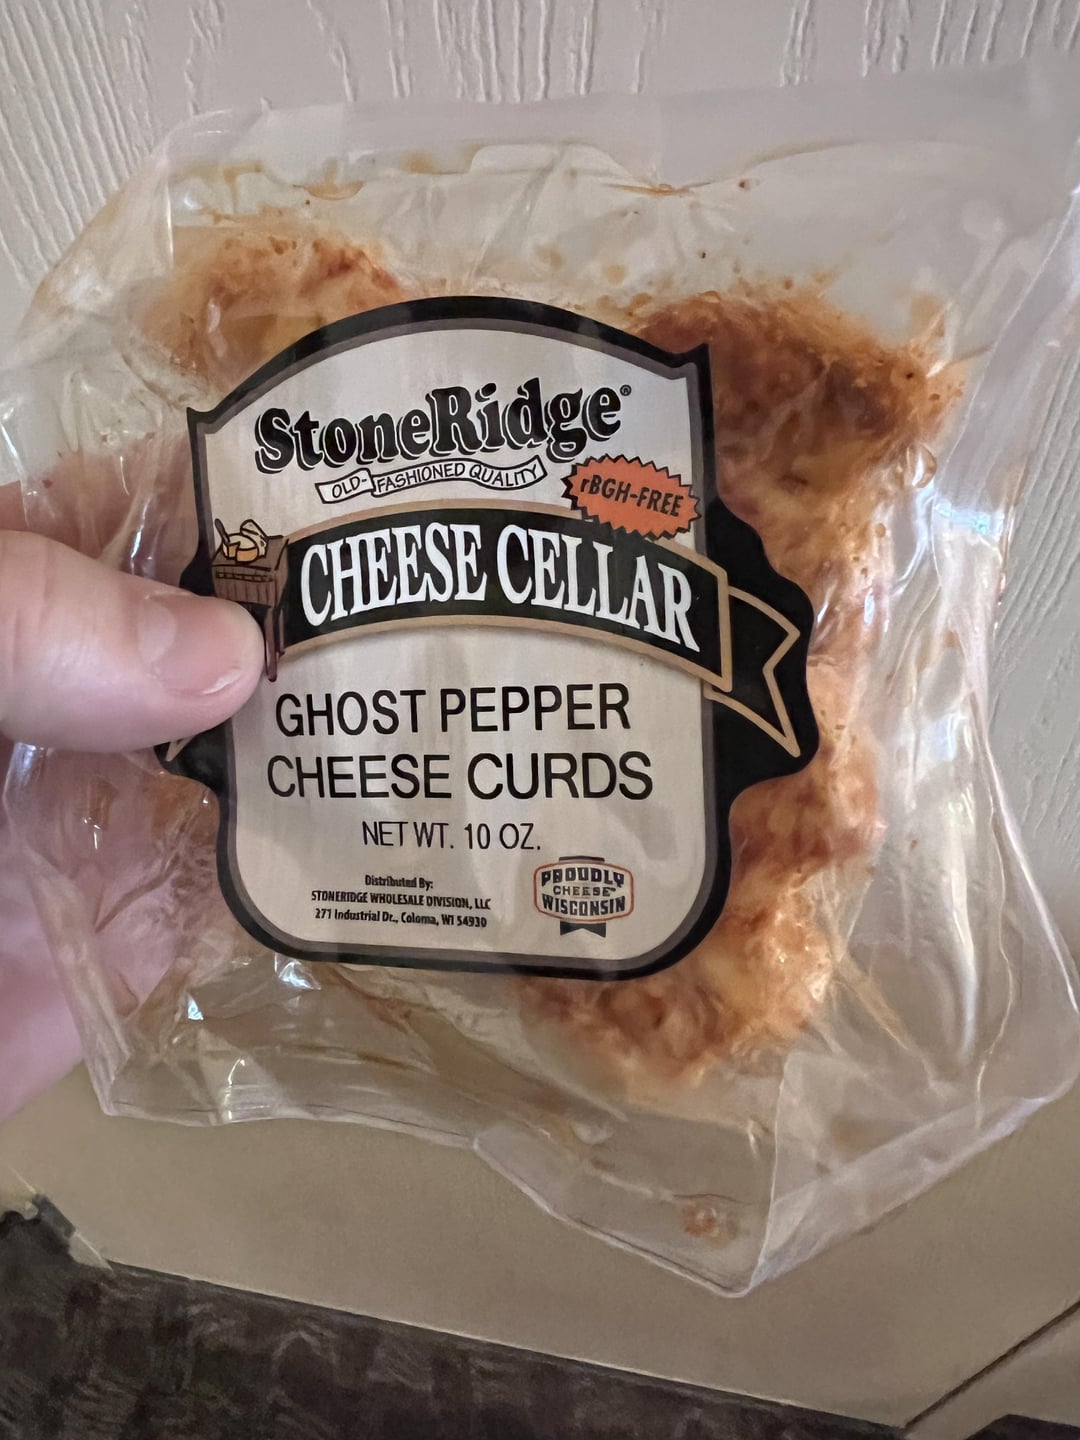 StoneRidge®
OLD-FASHIONED QUALITY
rBGH-FREE
CHEESE CELLAR
GHOST PEPPER
CHEESE CURDS
NET WT. 10 OZ.
Distributed By:
STONERIDGE WHOLESALE DIVISION, LLC
271 Industrial Dr., Coloma, WI 54930
PROUDLY
WISCONSIN
CHEESE™